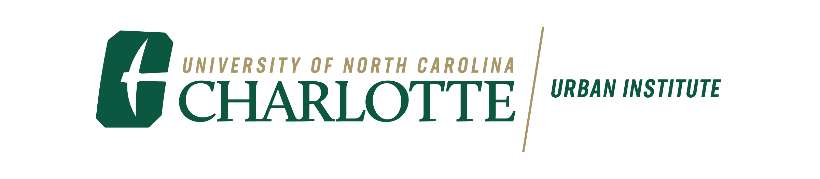 UNIVERSITY OF NORTH CAROLINA
CHARLOTTE
URBAN INSTITUTE